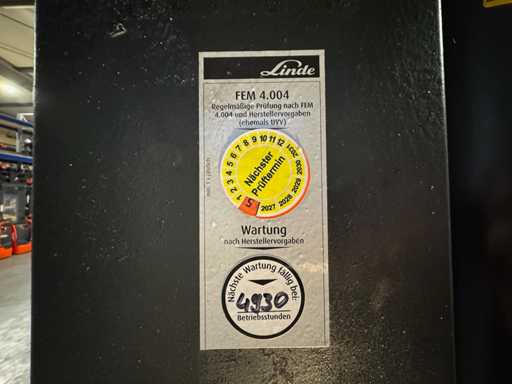 Linde
FEM 4.004
Regelmäßige Prüfung nach FEM
4.004 und Herstellervorgaben
(ehemals UVV)
1 2 3 4 5 6 7 8 9 10 11 12
Nächster
Prüftermin
5
2027 2028 2029 2030 2031
Wartung
nach Herstellervorgaben
Nächste Wartung fällig bei:
4930
Betriebsstunden